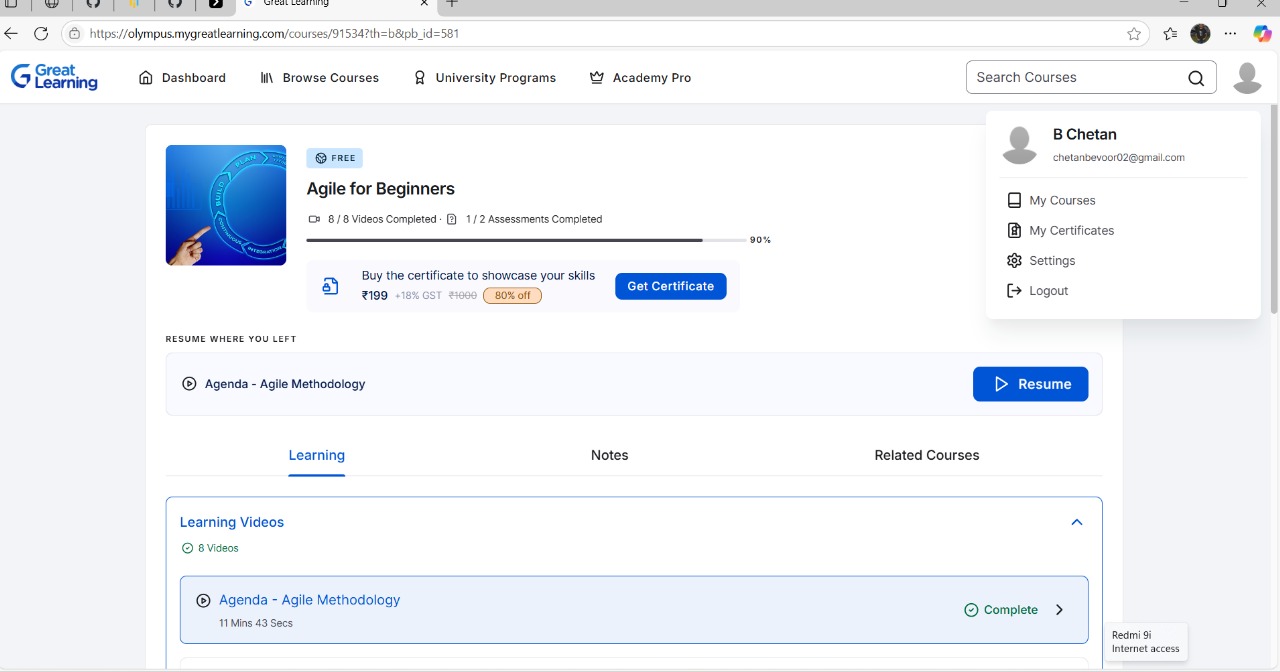 Great Learning
https://olympus.mygreatlearning.com/courses/91534?th=b&pb_id=581
Great
Learning
Dashboard
Browse Courses
University Programs
Academy Pro
Search Courses
B Chetan
chetanbevoor02@gmail.com
My Courses
My Certificates
Settings
Logout
PLAN
BUILD
CONTINUOUS
INTEGRATION
FREE
Agile for Beginners
8 / 8 Videos Completed · 1 / 2 Assessments Completed
90%
Buy the certificate to showcase your skills
₹199 +18% GST ₹1000 80% off
Get Certificate
RESUME WHERE YOU LEFT
Agenda - Agile Methodology
Resume
Learning
Notes
Related Courses
Learning Videos
8 Videos
Agenda - Agile Methodology
11 Mins 43 Secs
Complete
Redmi 9i
Internet access